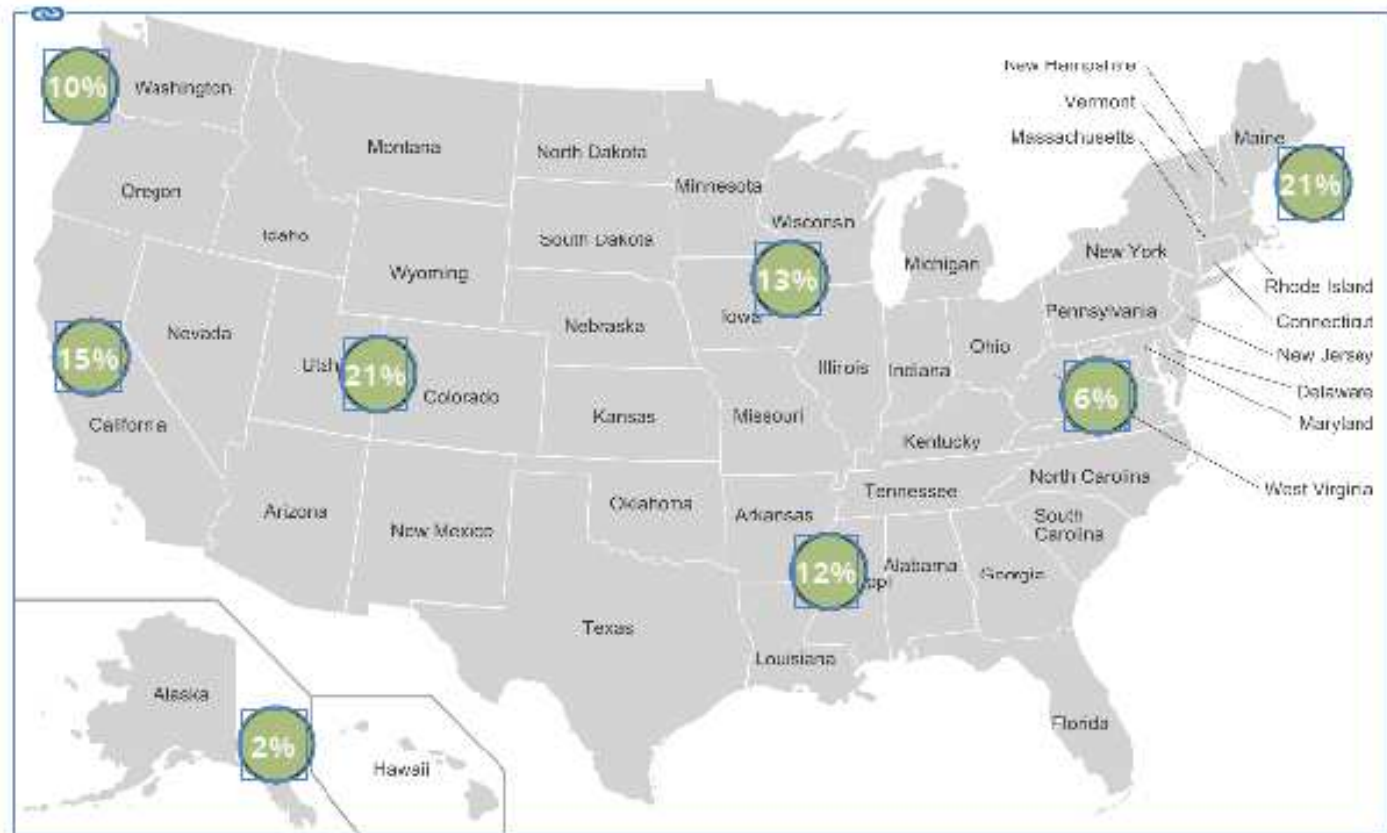 New Hampshire
10%
Washington
Vermont
Massachusetts
Maine
Montana
North Dakota
Minnesota
21%
Oregon
Wisconsin
Idaho
South Dakota
New York
Wyoming
Michigan
13%
Rhode Island
Nevada
Nebraska
Iowa
Pennsylvania
Connecticut
15%
Utah
21%
Colorado
Illinois
Indiana
Ohio
New Jersey
Delaware
6%
California
Kansas
Missouri
Kentucky
Maryland
Arizona
New Mexico
Oklahoma
Arkansas
Tennessee
North Carolina
West Virginia
South
Carolina
12%
ppi
Alabama
Georgia
Texas
Louisiana
Alaska
Florida
2%
Hawaii